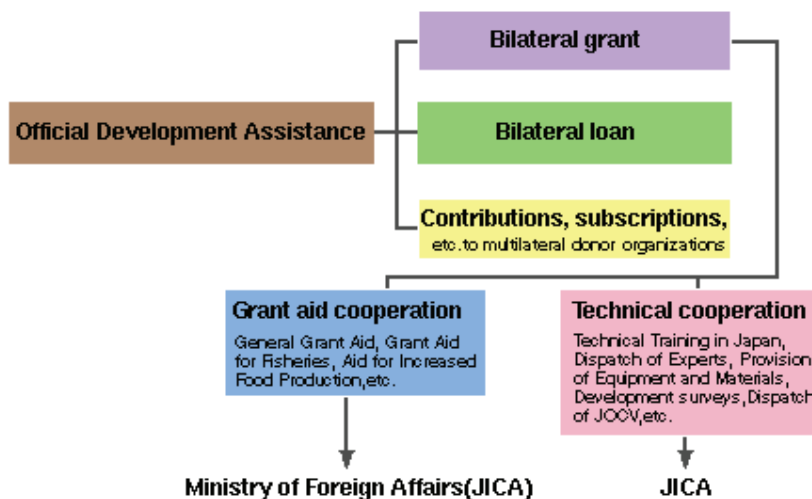 Bilateral grant
Official Development Assistance
Bilateral loan
Contributions, subscriptions,
etc.to multilateral donor organizations
Grant aid cooperation
General Grant Aid, Grant Aid
for Fisheries, Aid for Increased
Food Production,etc.
Technical cooperation
Technical Training in Japan,
Dispatch of Experts, Provision
of Equipment and Materials,
Development surveys,Dispatch
of JOCV,etc.
Ministry of Foreign Affairs(JICA)
JICA